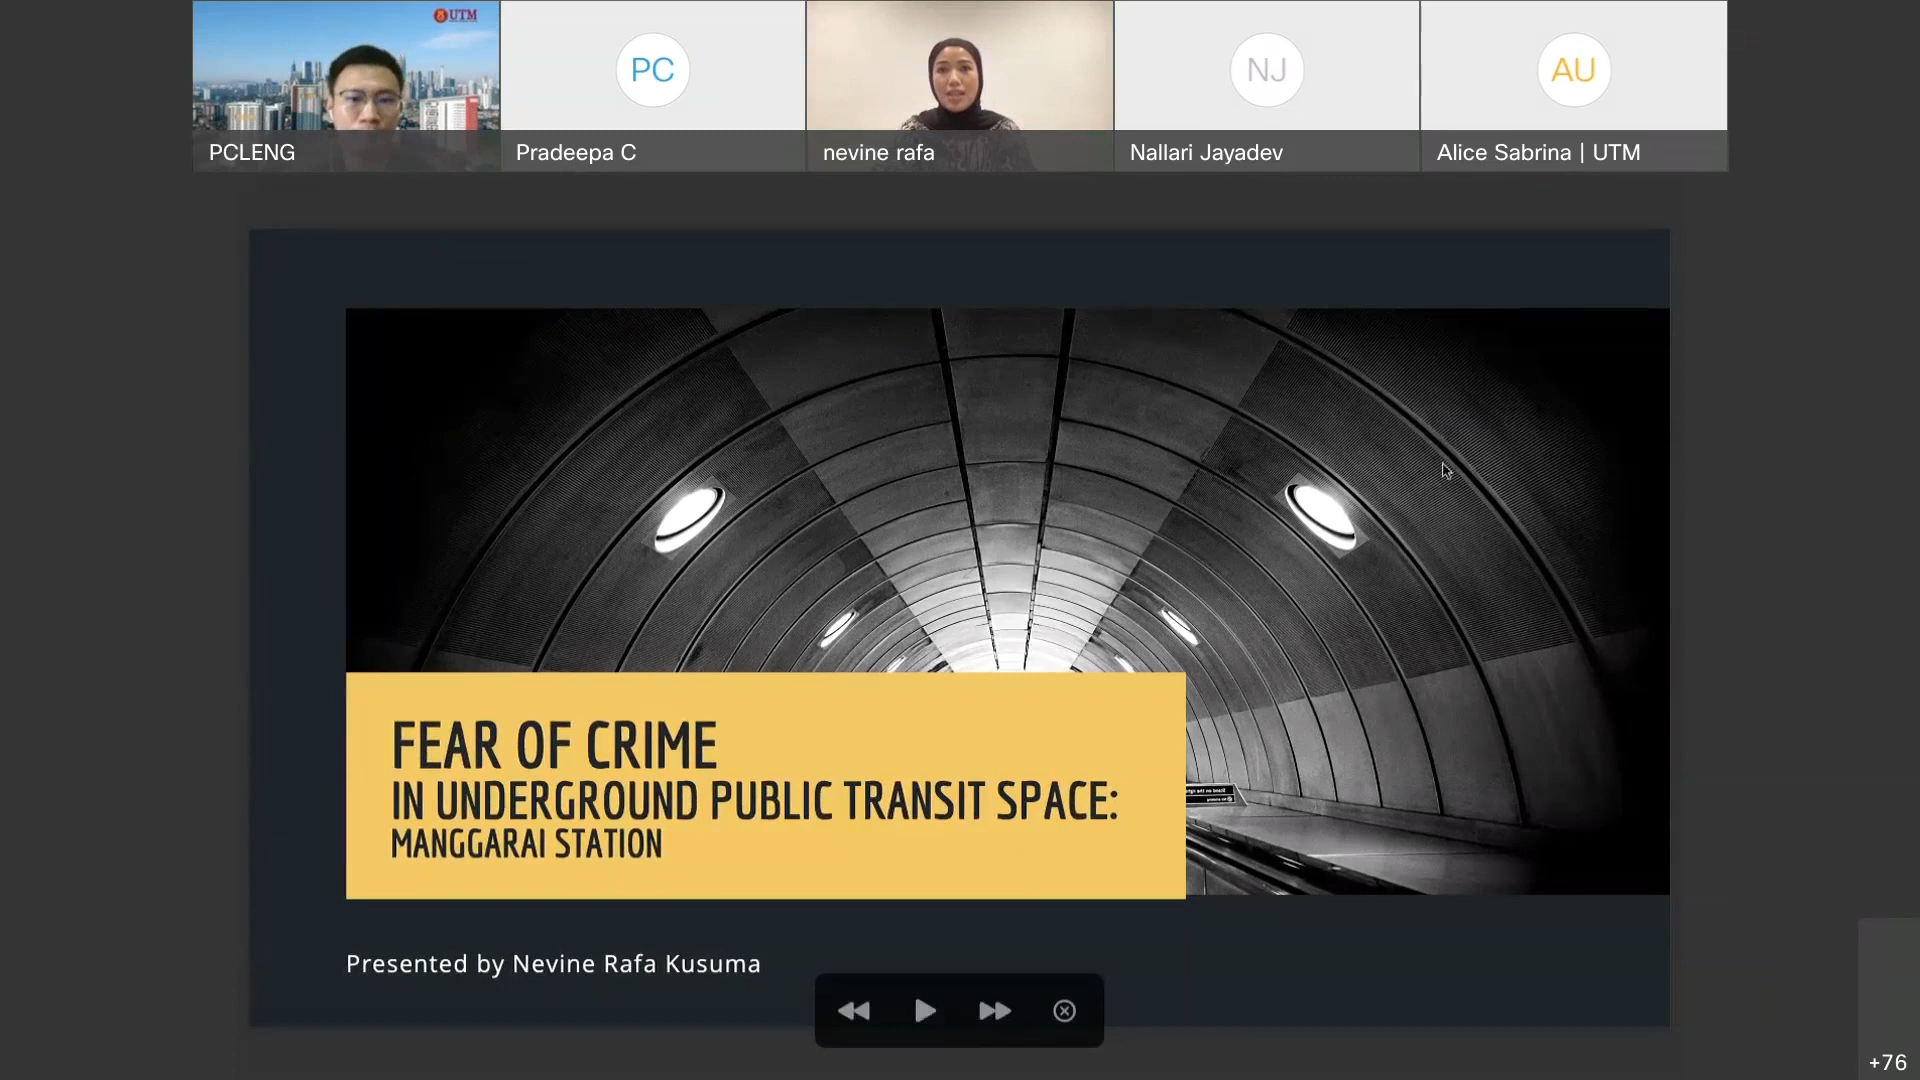 UTM
PC
NJ
AU
PCLENG
Pradeepa C
nevine rafa
Nallari Jayadev
Alice Sabrina | UTM
FEAR OF CRIME
IN UNDERGROUND PUBLIC TRANSIT SPACE:
MANGGARAI STATION
Presented by Nevine Rafa Kusuma
+76